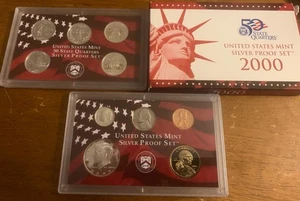 UNITED STATES MINT
50 STATE QUARTERS
SILVER PROOF SET
50
STATE
QUARTERS
UNITED STATES MINT
SILVER PROOF SET
2000
UNITED STATES MINT
SILVER PROOF SET